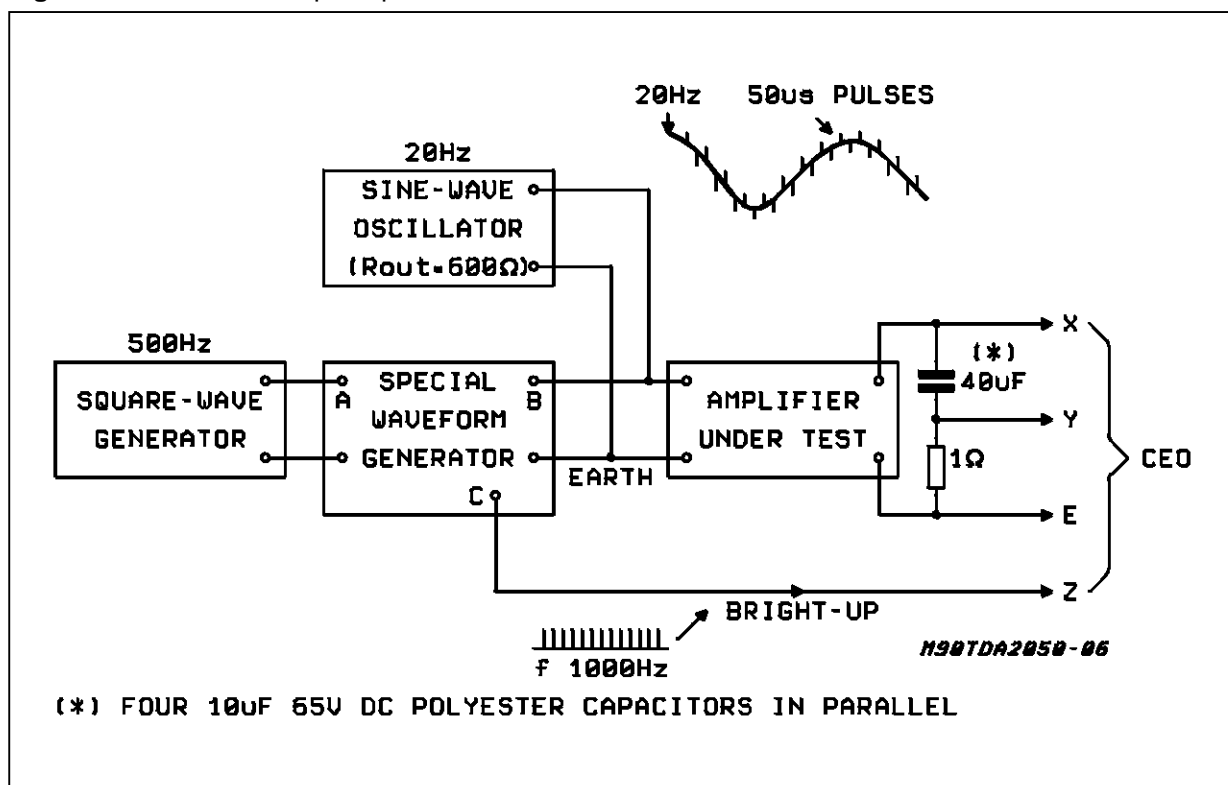 20Hz 50us PULSES
20Hz
SINE-WAVE
OSCILLATOR
(Rout=600Ω)
500Hz
SQUARE-WAVE
GENERATOR
A
SPECIAL
WAVEFORM
GENERATOR
B
C
EARTH
AMPLIFIER
UNDER TEST
(*)
40uF
1Ω
X
Y
E
Z
CEO
BRIGHT-UP
f 1000Hz
M90TDA2050-06
(*) FOUR 10uF 65V DC POLYESTER CAPACITORS IN PARALLEL